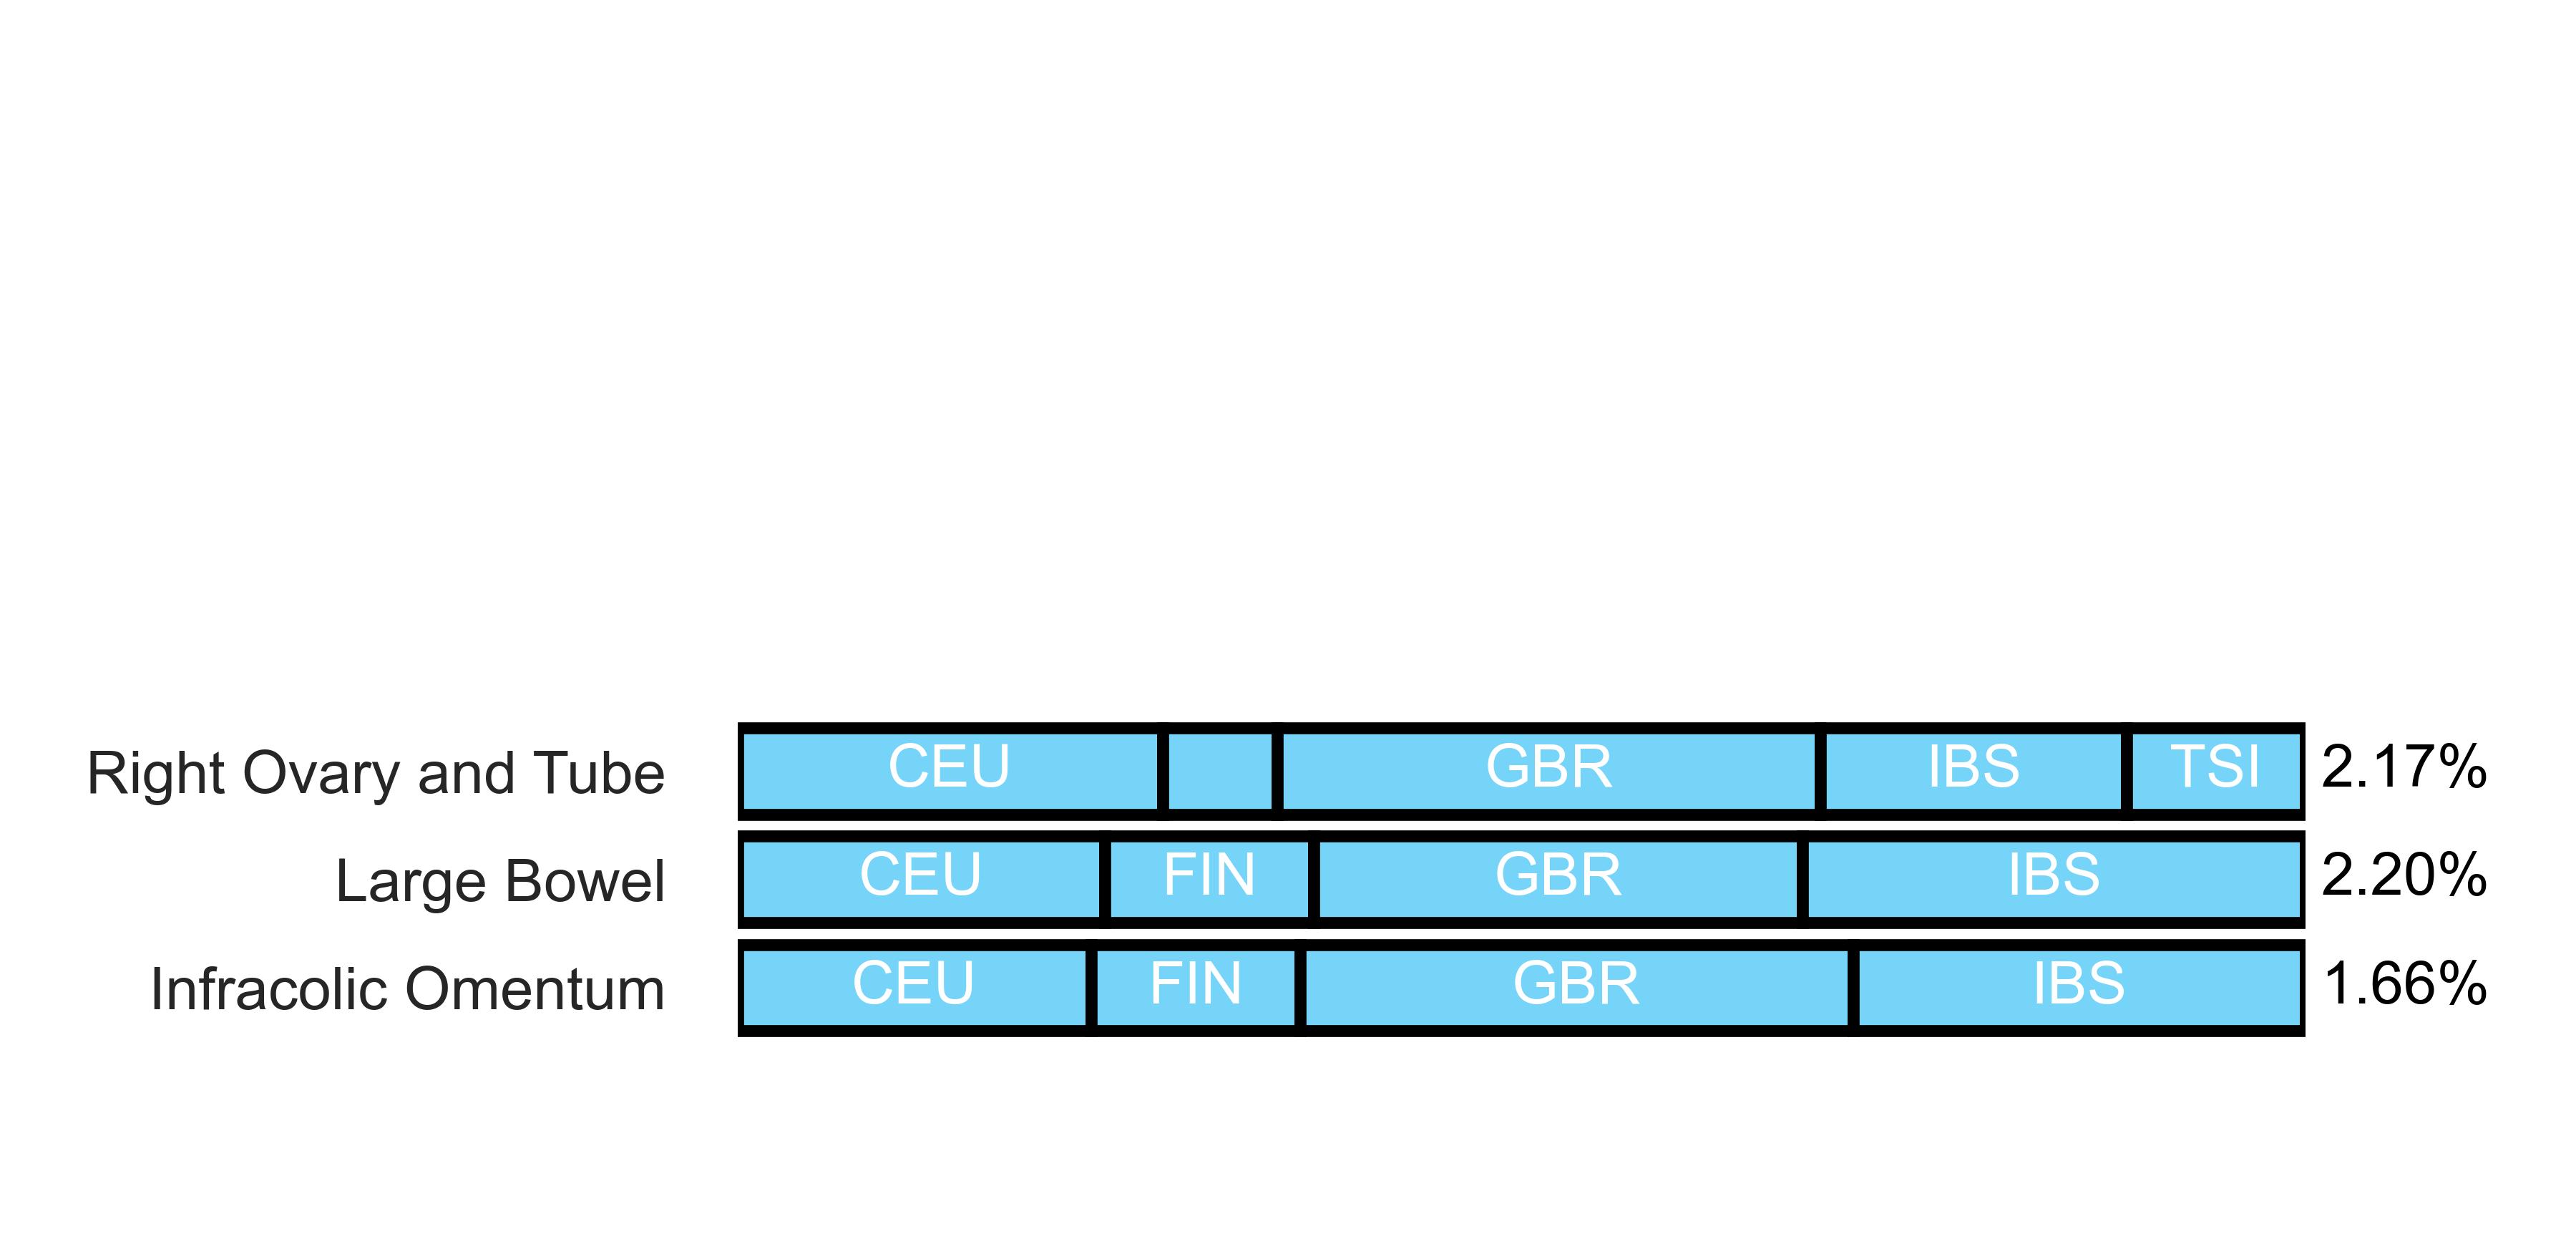 Right Ovary and Tube CEU GBR IBS TSI 2.17%
Large Bowel CEU FIN GBR IBS 2.20%
Infracolic Omentum CEU FIN GBR IBS 1.66%